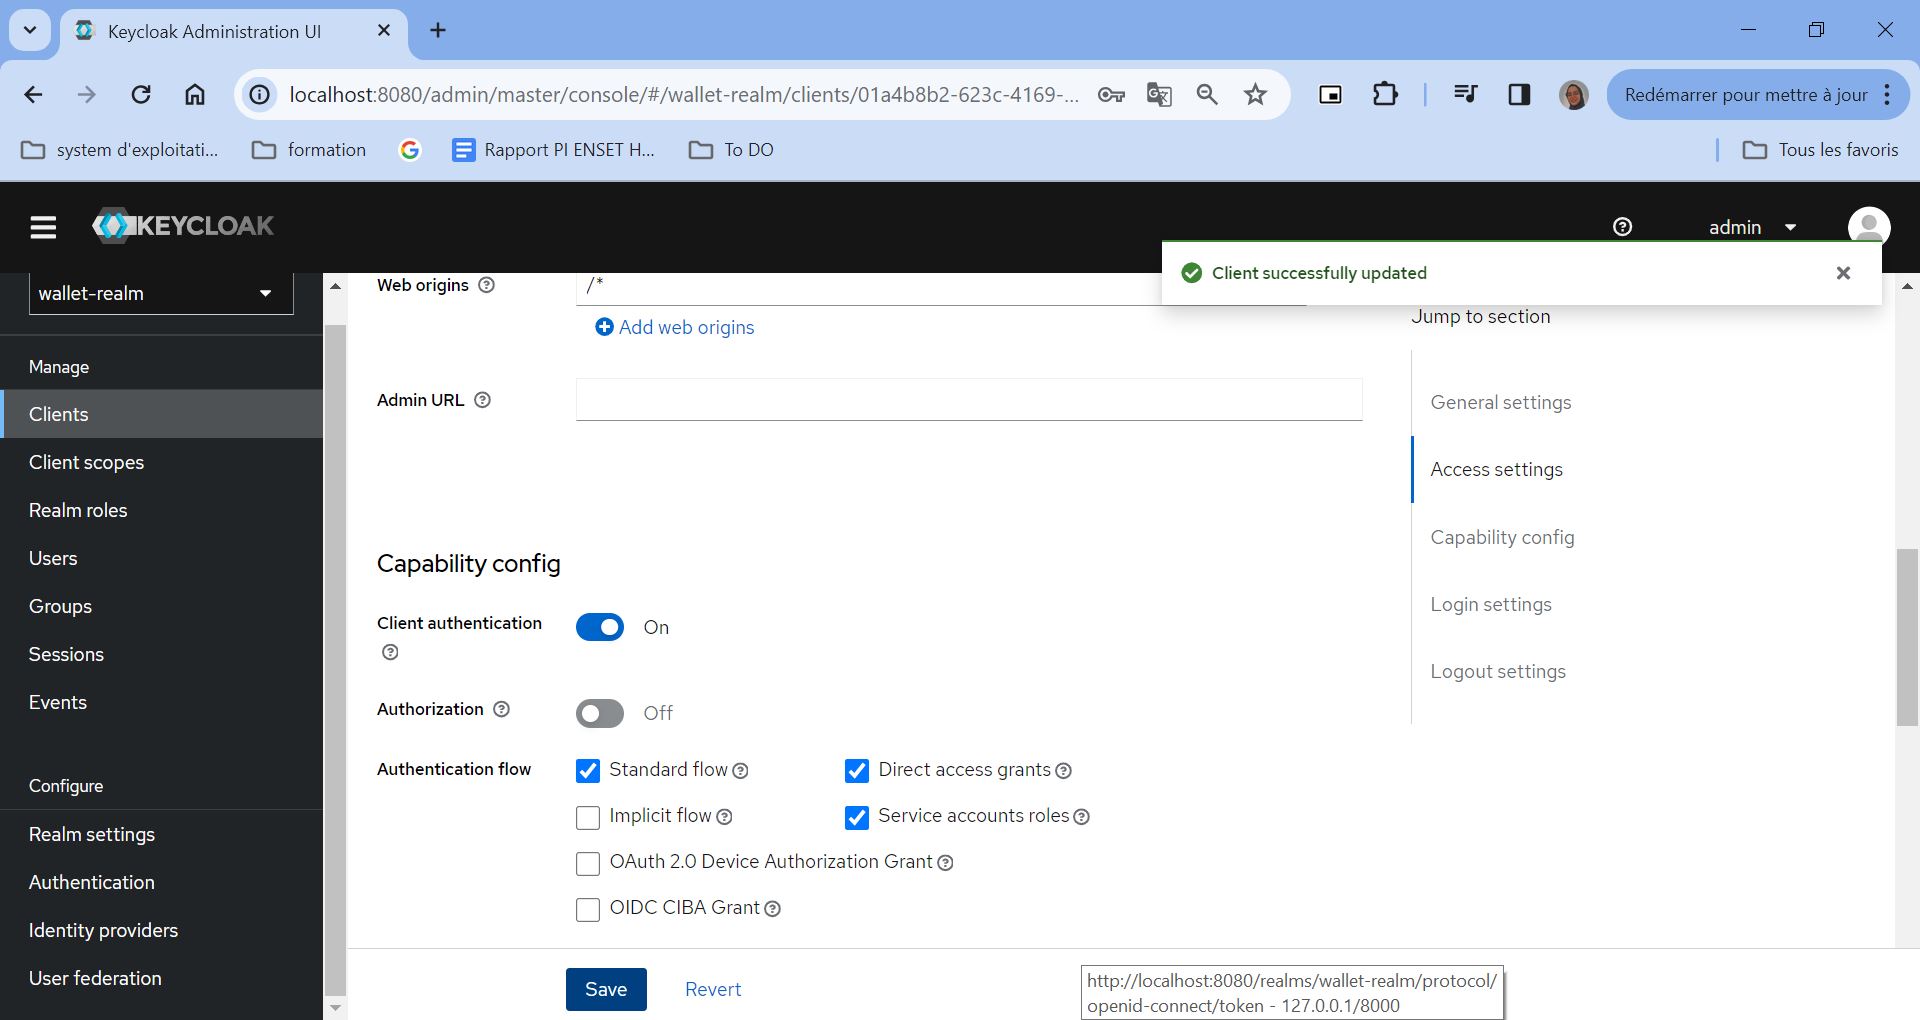 Keycloak Administration UI
localhost:8080/admin/master/console/#/wallet-realm/clients/01a4b8b2-623c-4169-...
Redémarrer pour mettre à jour
system d'exploitati...
formation
Rapport PI ENSET H...
To DO
Tous les favoris
KEYCLOAK
admin
Client successfully updated
wallet-realm
Manage
Clients
Client scopes
Realm roles
Users
Groups
Sessions
Events
Configure
Realm settings
Authentication
Identity providers
User federation
Web origins
/*
Add web origins
Admin URL
Capability config
Client authentication
On
Authorization
Off
Authentication flow
Standard flow
Direct access grants
Implicit flow
Service accounts roles
OAuth 2.0 Device Authorization Grant
OIDC CIBA Grant
Save
Revert
Jump to section
General settings
Access settings
Capability config
Login settings
Logout settings
http://localhost:8080/realms/wallet-realm/protocol/
openid-connect/token - 127.0.0.1/8000